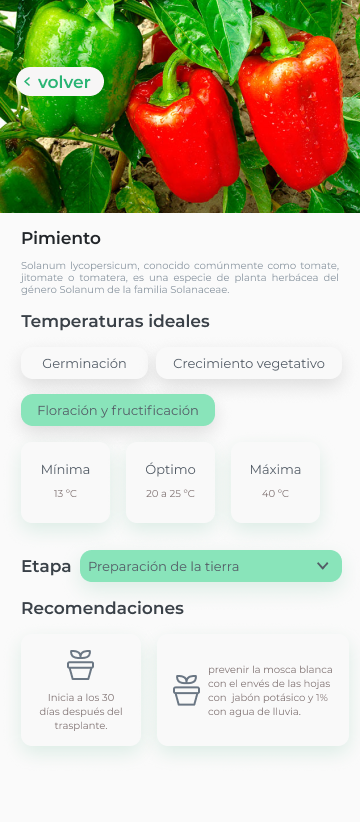 volver
Pimiento
Solanum lycopersicum, conocido comúnmente como tomate,
jitomate o tomatera, es una especie de planta herbácea del
género Solanum de la familia Solanaceae.
Temperaturas ideales
Germinación
Crecimiento vegetativo
Floración y fructificación
Mínima
Óptimo
Máxima
13 ºC
20 a 25 ºC
40 ºC
Etapa
Preparación de la tierra
Recomendaciones
Inicia a los 30
días después del
trasplante.
prevenir la mosca blanca
con el envés de las hojas
con jabón potásico y 1%
con agua de lluvia.